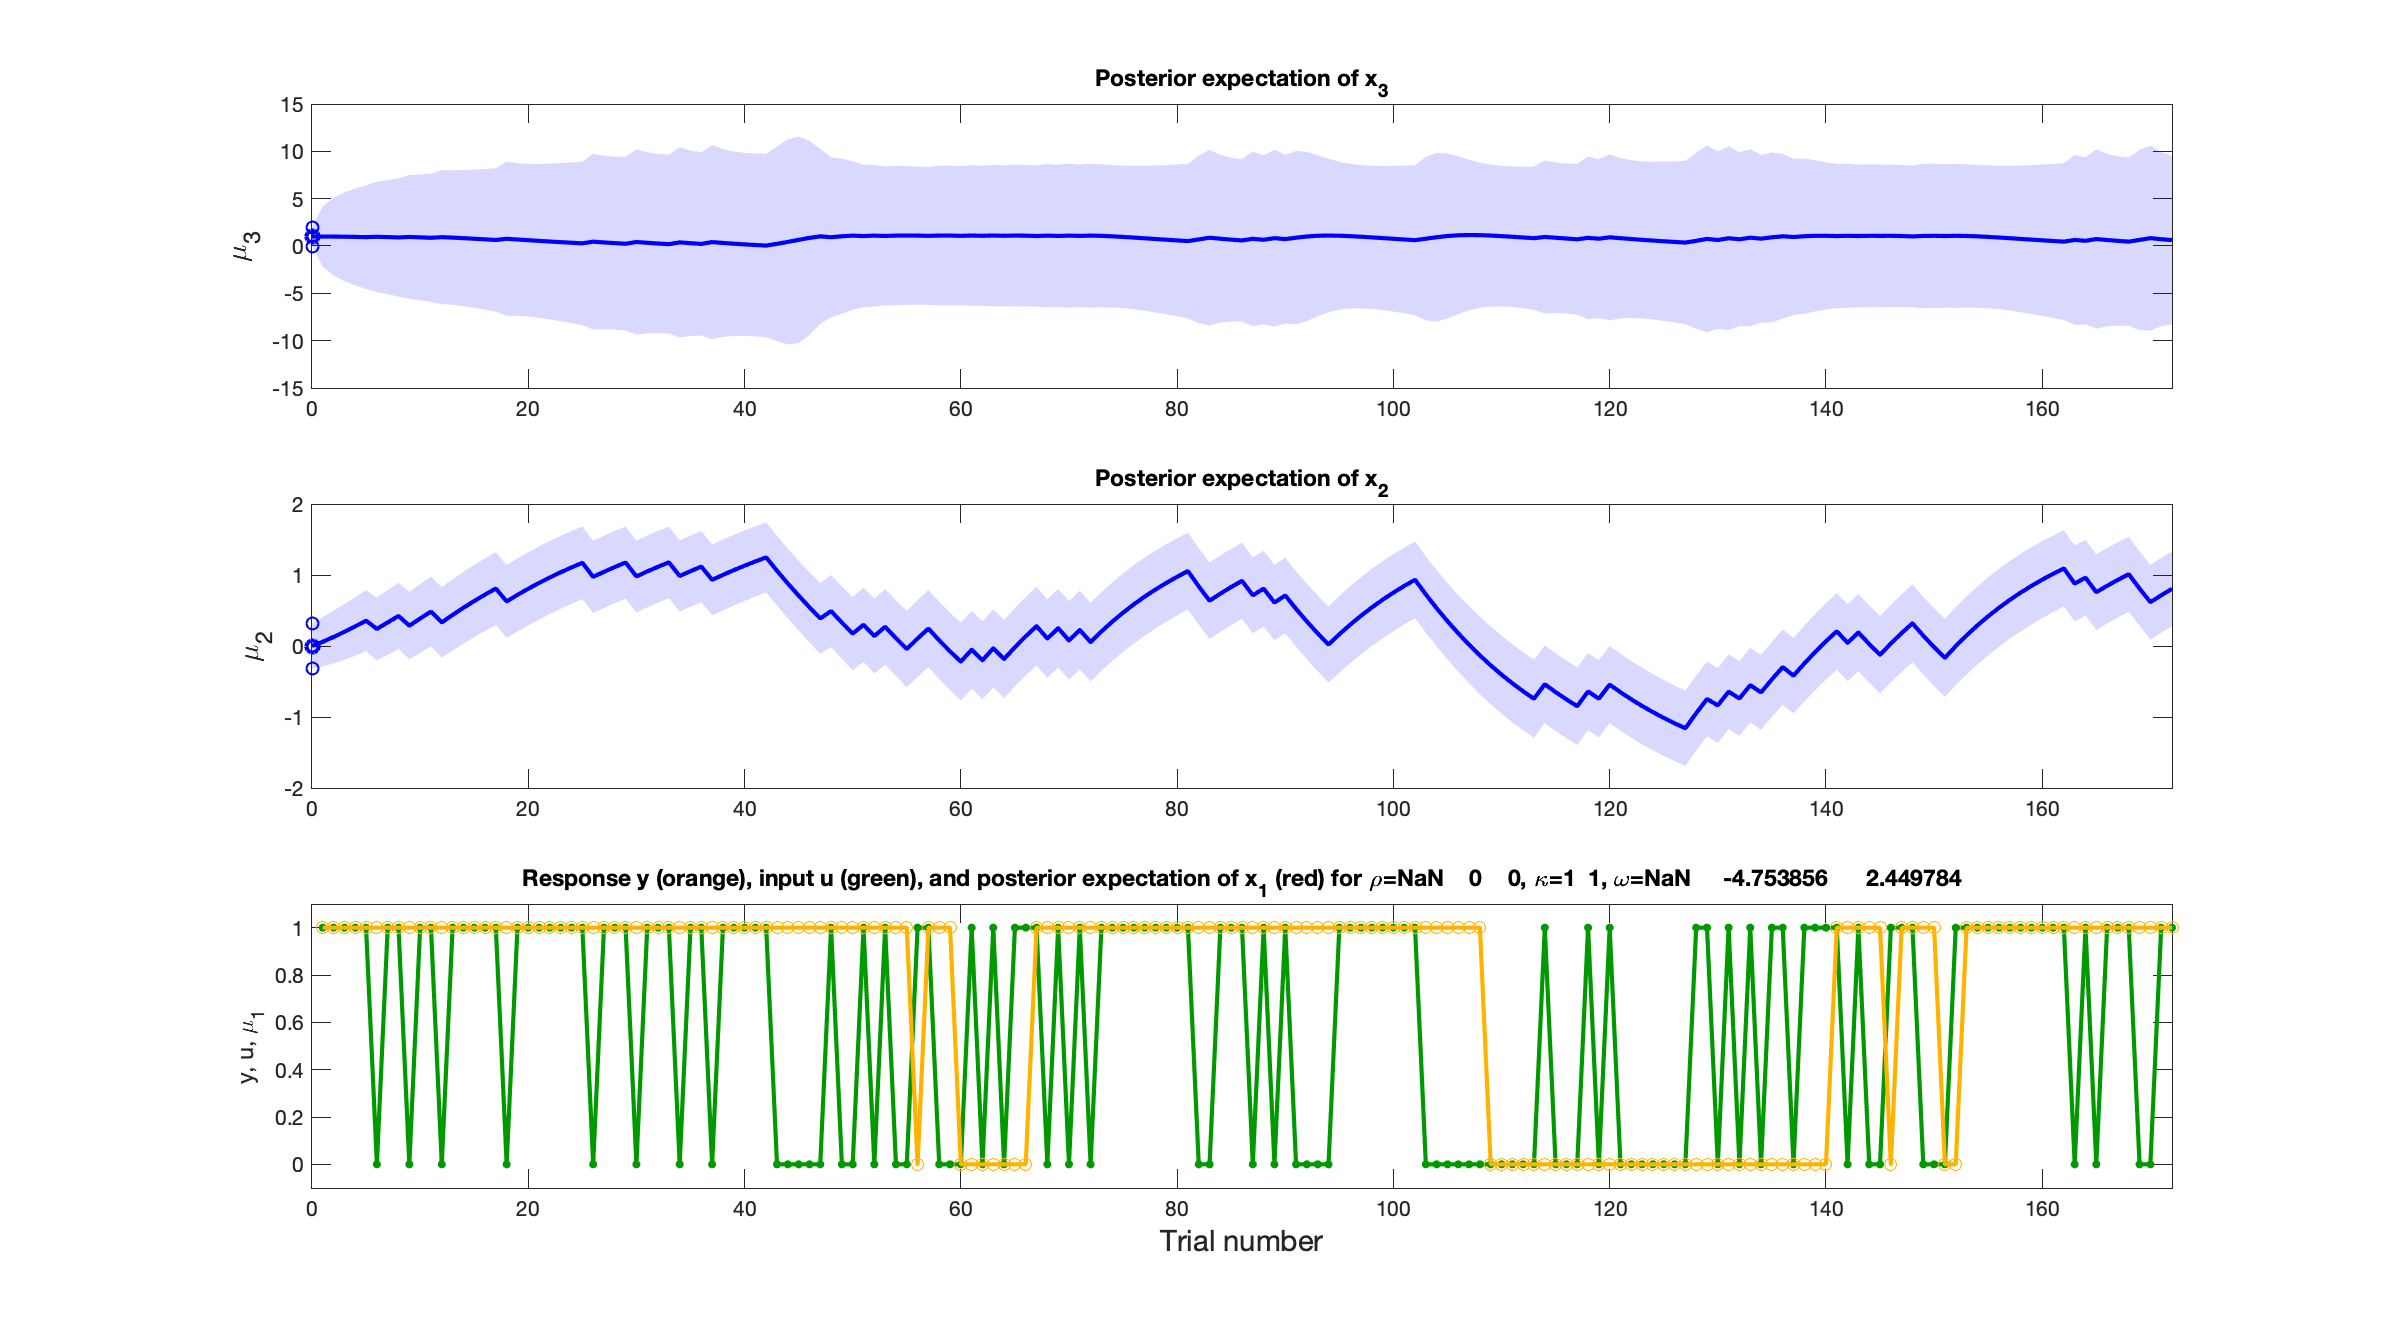 Posterior expectation of x3
15
10
5
0
-5
-10
-15
μ3
0 20 40 60 80 100 120 140 160
Posterior expectation of x2
2
1
0
-1
-2
μ2
0 20 40 60 80 100 120 140 160
Response y (orange), input u (green), and posterior expectation of x1 (red) for ρ=NaN 0 0, κ=1 1, ω=NaN -4.753856 2.449784
1
0.8
0.6
0.4
0.2
0
y, u, μ1
0 20 40 60 80 100 120 140 160
Trial number